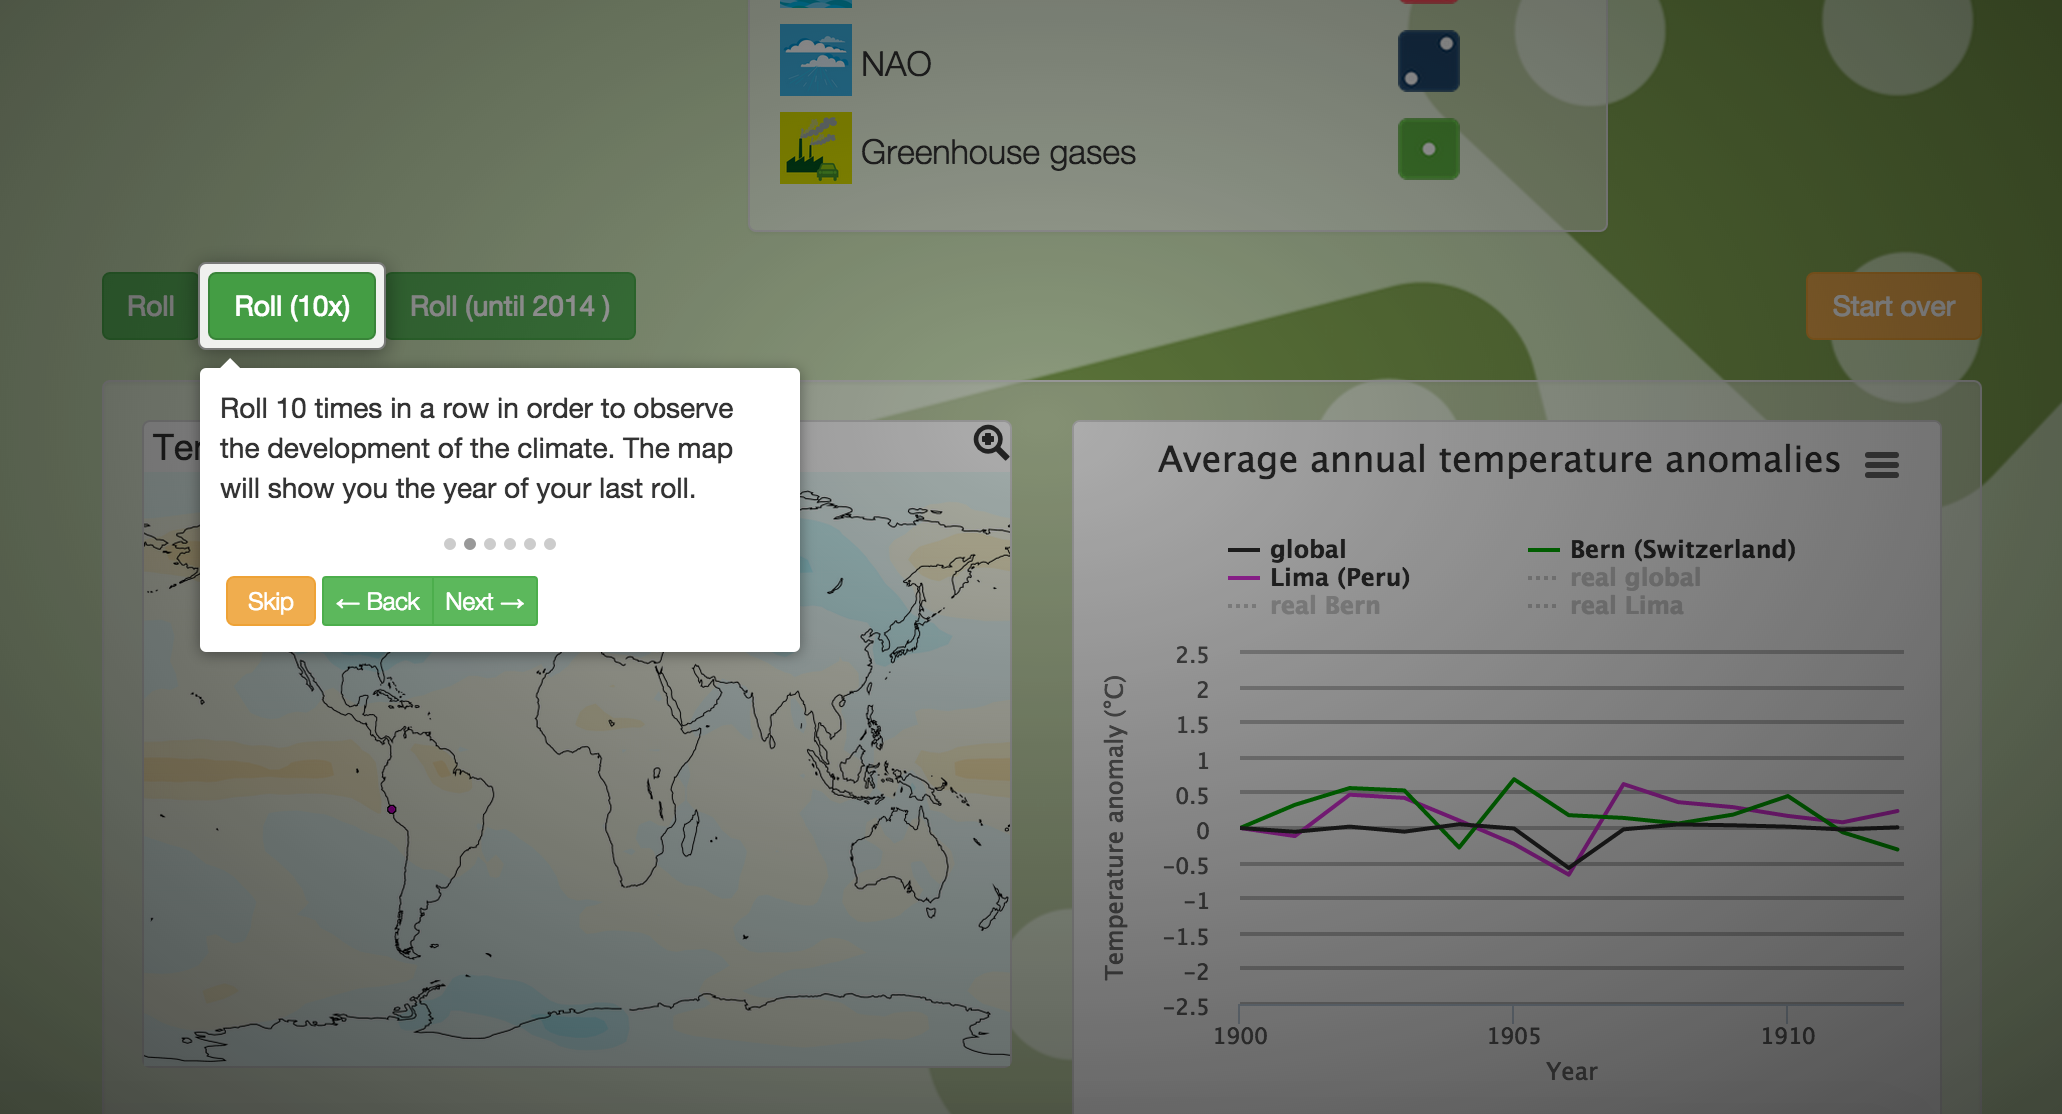 NAO
Greenhouse gases
Roll
Roll (10x)
Roll (until 2014 )
Start over
Roll 10 times in a row in order to observe
the development of the climate. The map
will show you the year of your last roll.
Skip
← Back
Next →
Average annual temperature anomalies
global
Bern (Switzerland)
Lima (Peru)
real global
real Bern
real Lima
Temperature anomaly (°C)
2.5
2
1.5
1
0.5
0
−0.5
−1
−1.5
−2
−2.5
1900
1905
1910
Year